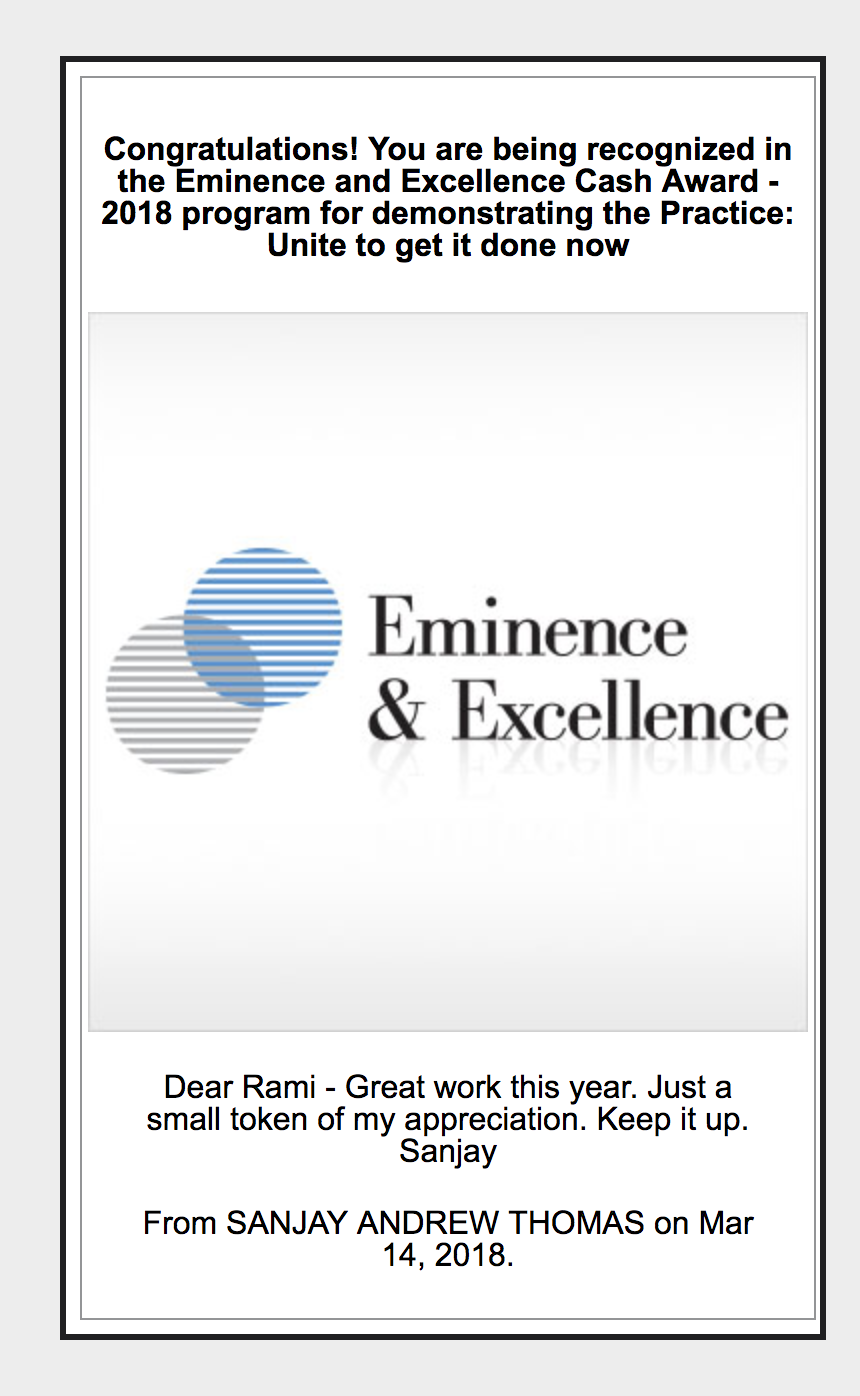 Congratulations! You are being recognized in
the Eminence and Excellence Cash Award -
2018 program for demonstrating the Practice:
Unite to get it done now
Eminence
& Excellence
Dear Rami - Great work this year. Just a
small token of my appreciation. Keep it up.
Sanjay
From SANJAY ANDREW THOMAS on Mar
14, 2018.